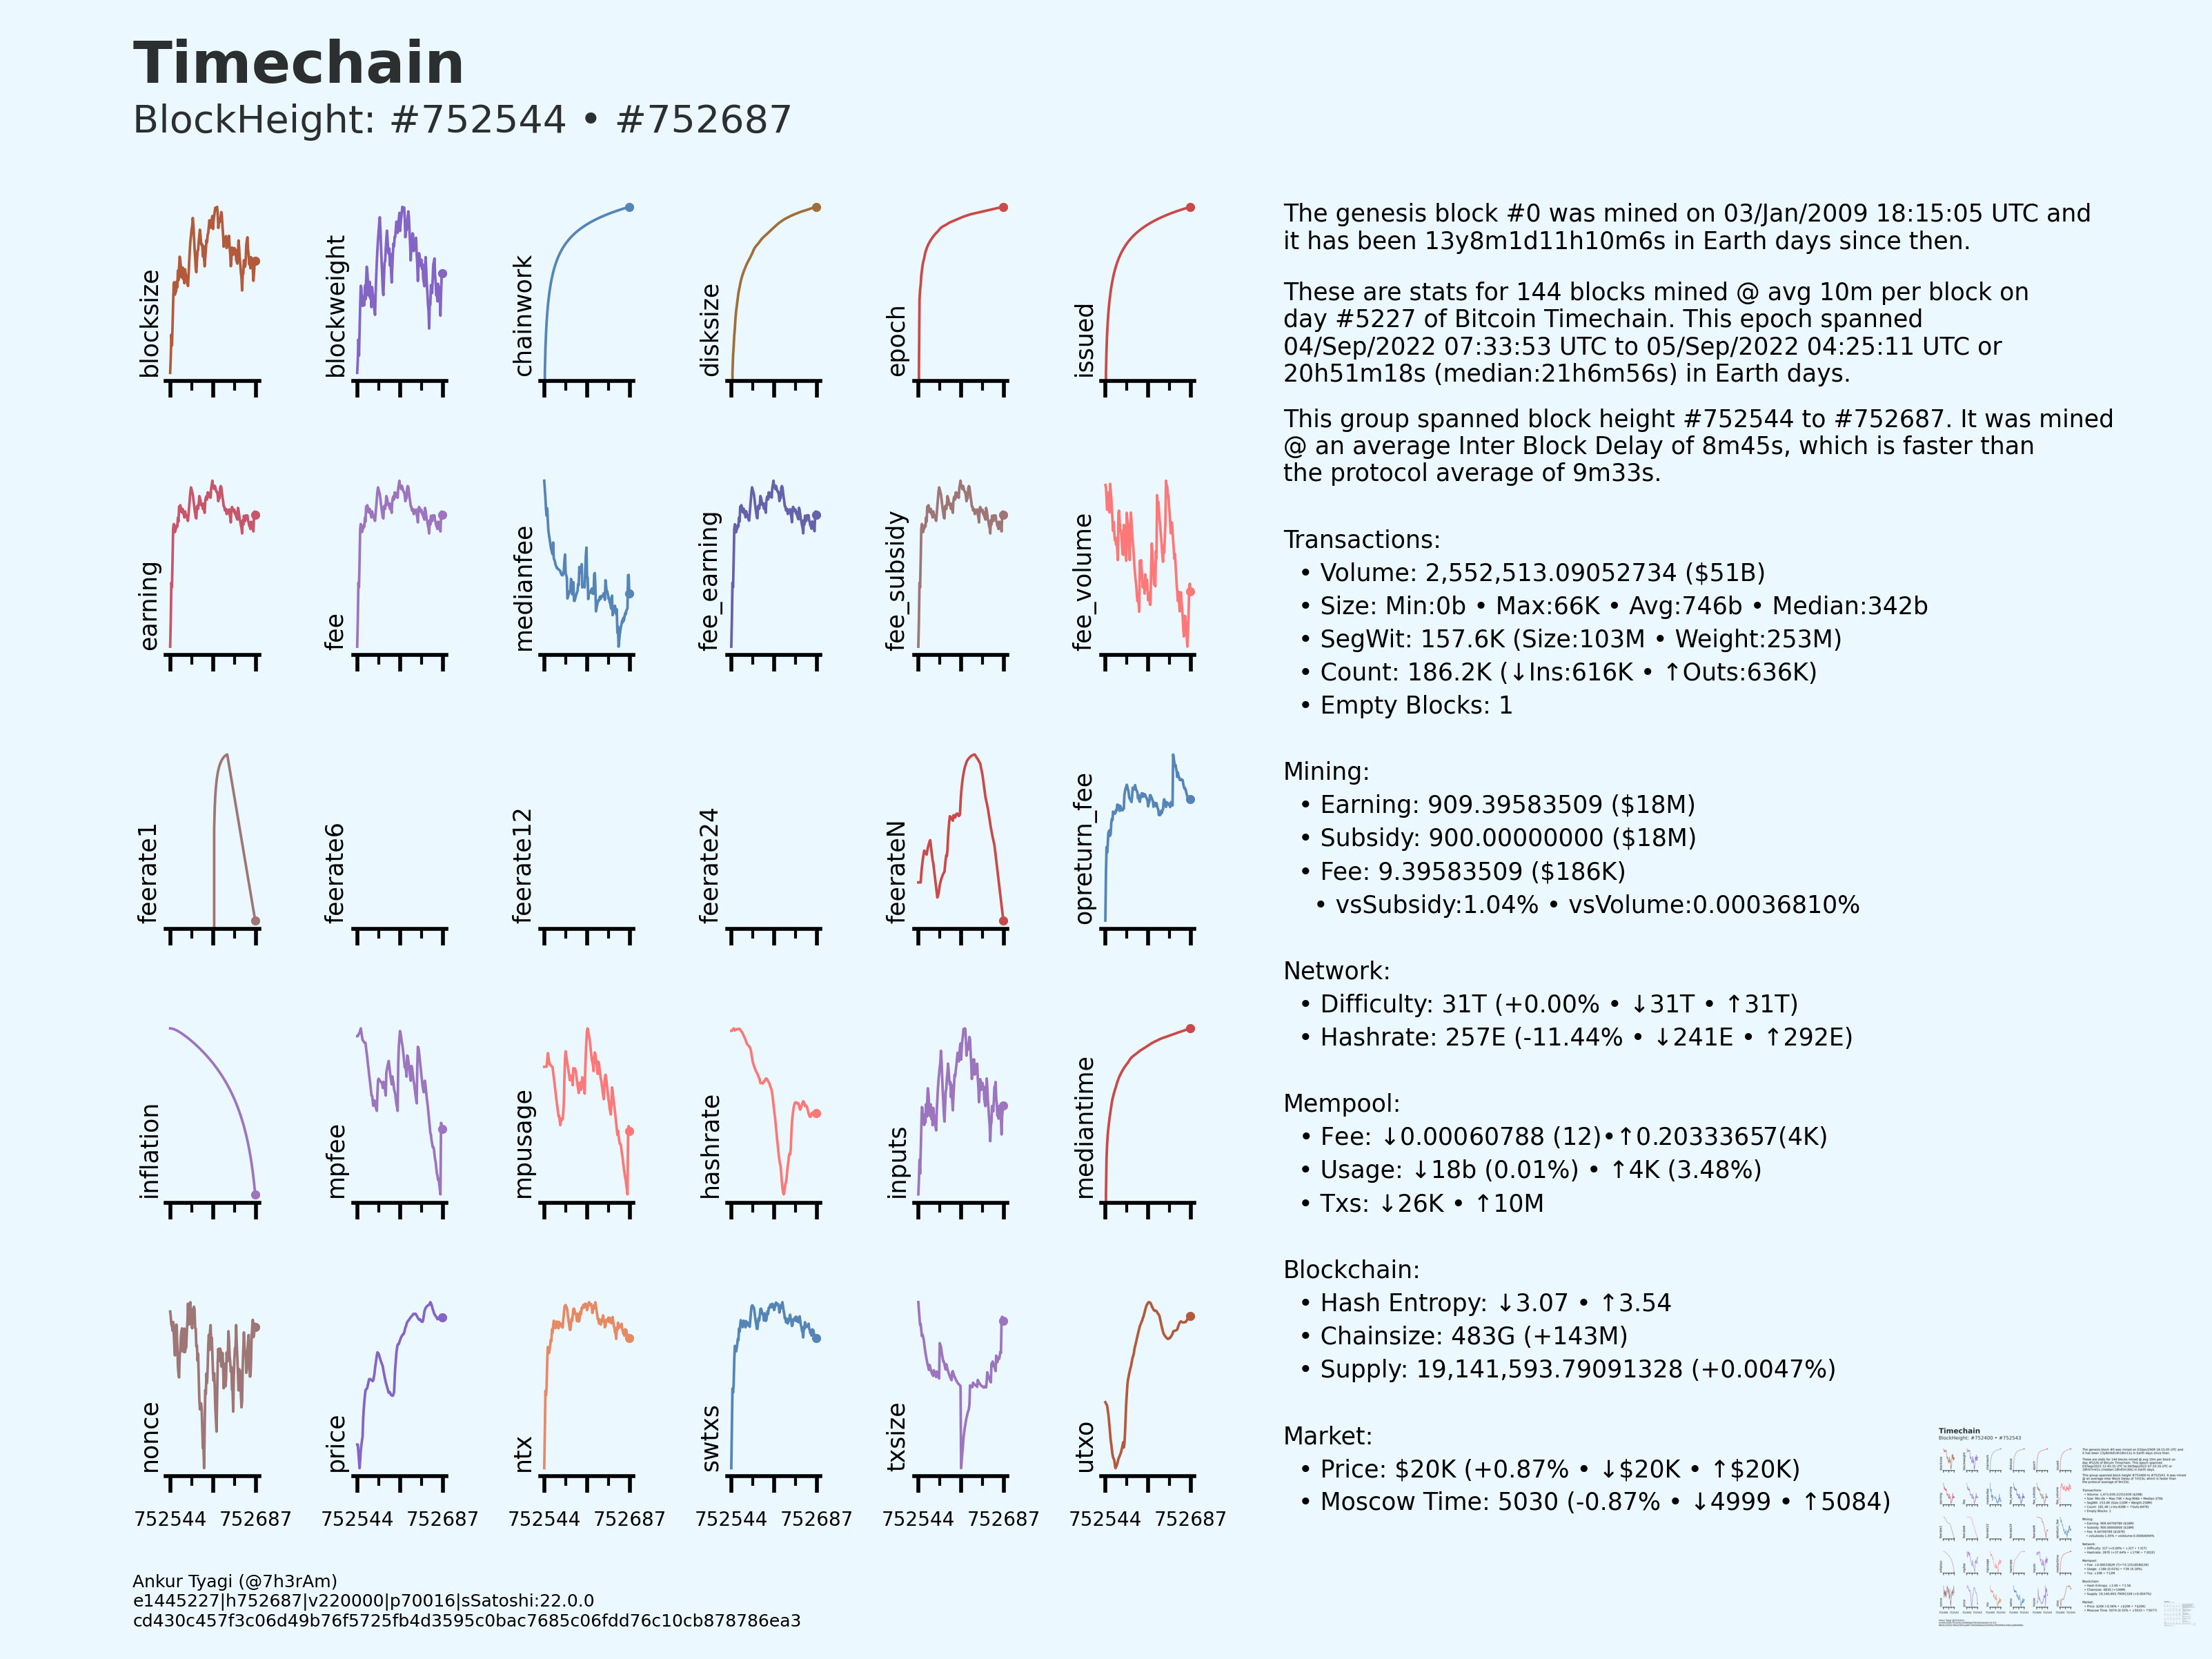 Timechain
BlockHeight: #752544 • #752687
blocksize
blockweight
chainwork
disksize
epoch
issued
earning
fee
medianfee
fee_earning
fee_subsidy
fee_volume
feerate1
feerate6
feerate12
feerate24
feerateN
opreturn_fee
inflation
mpfee
mpusage
hashrate
inputs
mediantime
nonce
price
ntx
swtxs
txsize
utxo
752544 752687 752544 752687 752544 752687 752544 752687 752544 752687 752544 752687
The genesis block #0 was mined on 03/Jan/2009 18:15:05 UTC and
it has been 13y8m1d11h10m6s in Earth days since then.
These are stats for 144 blocks mined @ avg 10m per block on
day #5227 of Bitcoin Timechain. This epoch spanned
04/Sep/2022 07:33:53 UTC to 05/Sep/2022 04:25:11 UTC or
20h51m18s (median:21h6m56s) in Earth days.
This group spanned block height #752544 to #752687. It was mined
@ an average Inter Block Delay of 8m45s, which is faster than
the protocol average of 9m33s.
Transactions:
• Volume: 2,552,513.09052734 ($51B)
• Size: Min:0b • Max:66K • Avg:746b • Median:342b
• SegWit: 157.6K (Size:103M • Weight:253M)
• Count: 186.2K (↓Ins:616K • ↑Outs:636K)
• Empty Blocks: 1
Mining:
• Earning: 909.39583509 ($18M)
• Subsidy: 900.00000000 ($18M)
• Fee: 9.39583509 ($186K)
• vsSubsidy:1.04% • vsVolume:0.00036810%
Network:
• Difficulty: 31T (+0.00% • ↓31T • ↑31T)
• Hashrate: 257E (-11.44% • ↓241E • ↑292E)
Mempool:
• Fee: ↓0.00060788 (12)•↑0.20333657(4K)
• Usage: ↓18b (0.01%) • ↑4K (3.48%)
• Txs: ↓26K • ↑10M
Blockchain:
• Hash Entropy: ↓3.07 • ↑3.54
• Chainsize: 483G (+143M)
• Supply: 19,141,593.79091328 (+0.0047%)
Market:
• Price: $20K (+0.87% • ↓$20K • ↑$20K)
• Moscow Time: 5030 (-0.87% • ↓4999 • ↑5084)
Timechain
BlockHeight: #752400 • #752543
Ankur Tyagi (@7h3rAm)
e1445227|h752687|v220000|p70016|sSatoshi:22.0.0
cd430c457f3c06d49b76f5725fb4d3595c0bac7685c06fdd76c10cb878786ea3